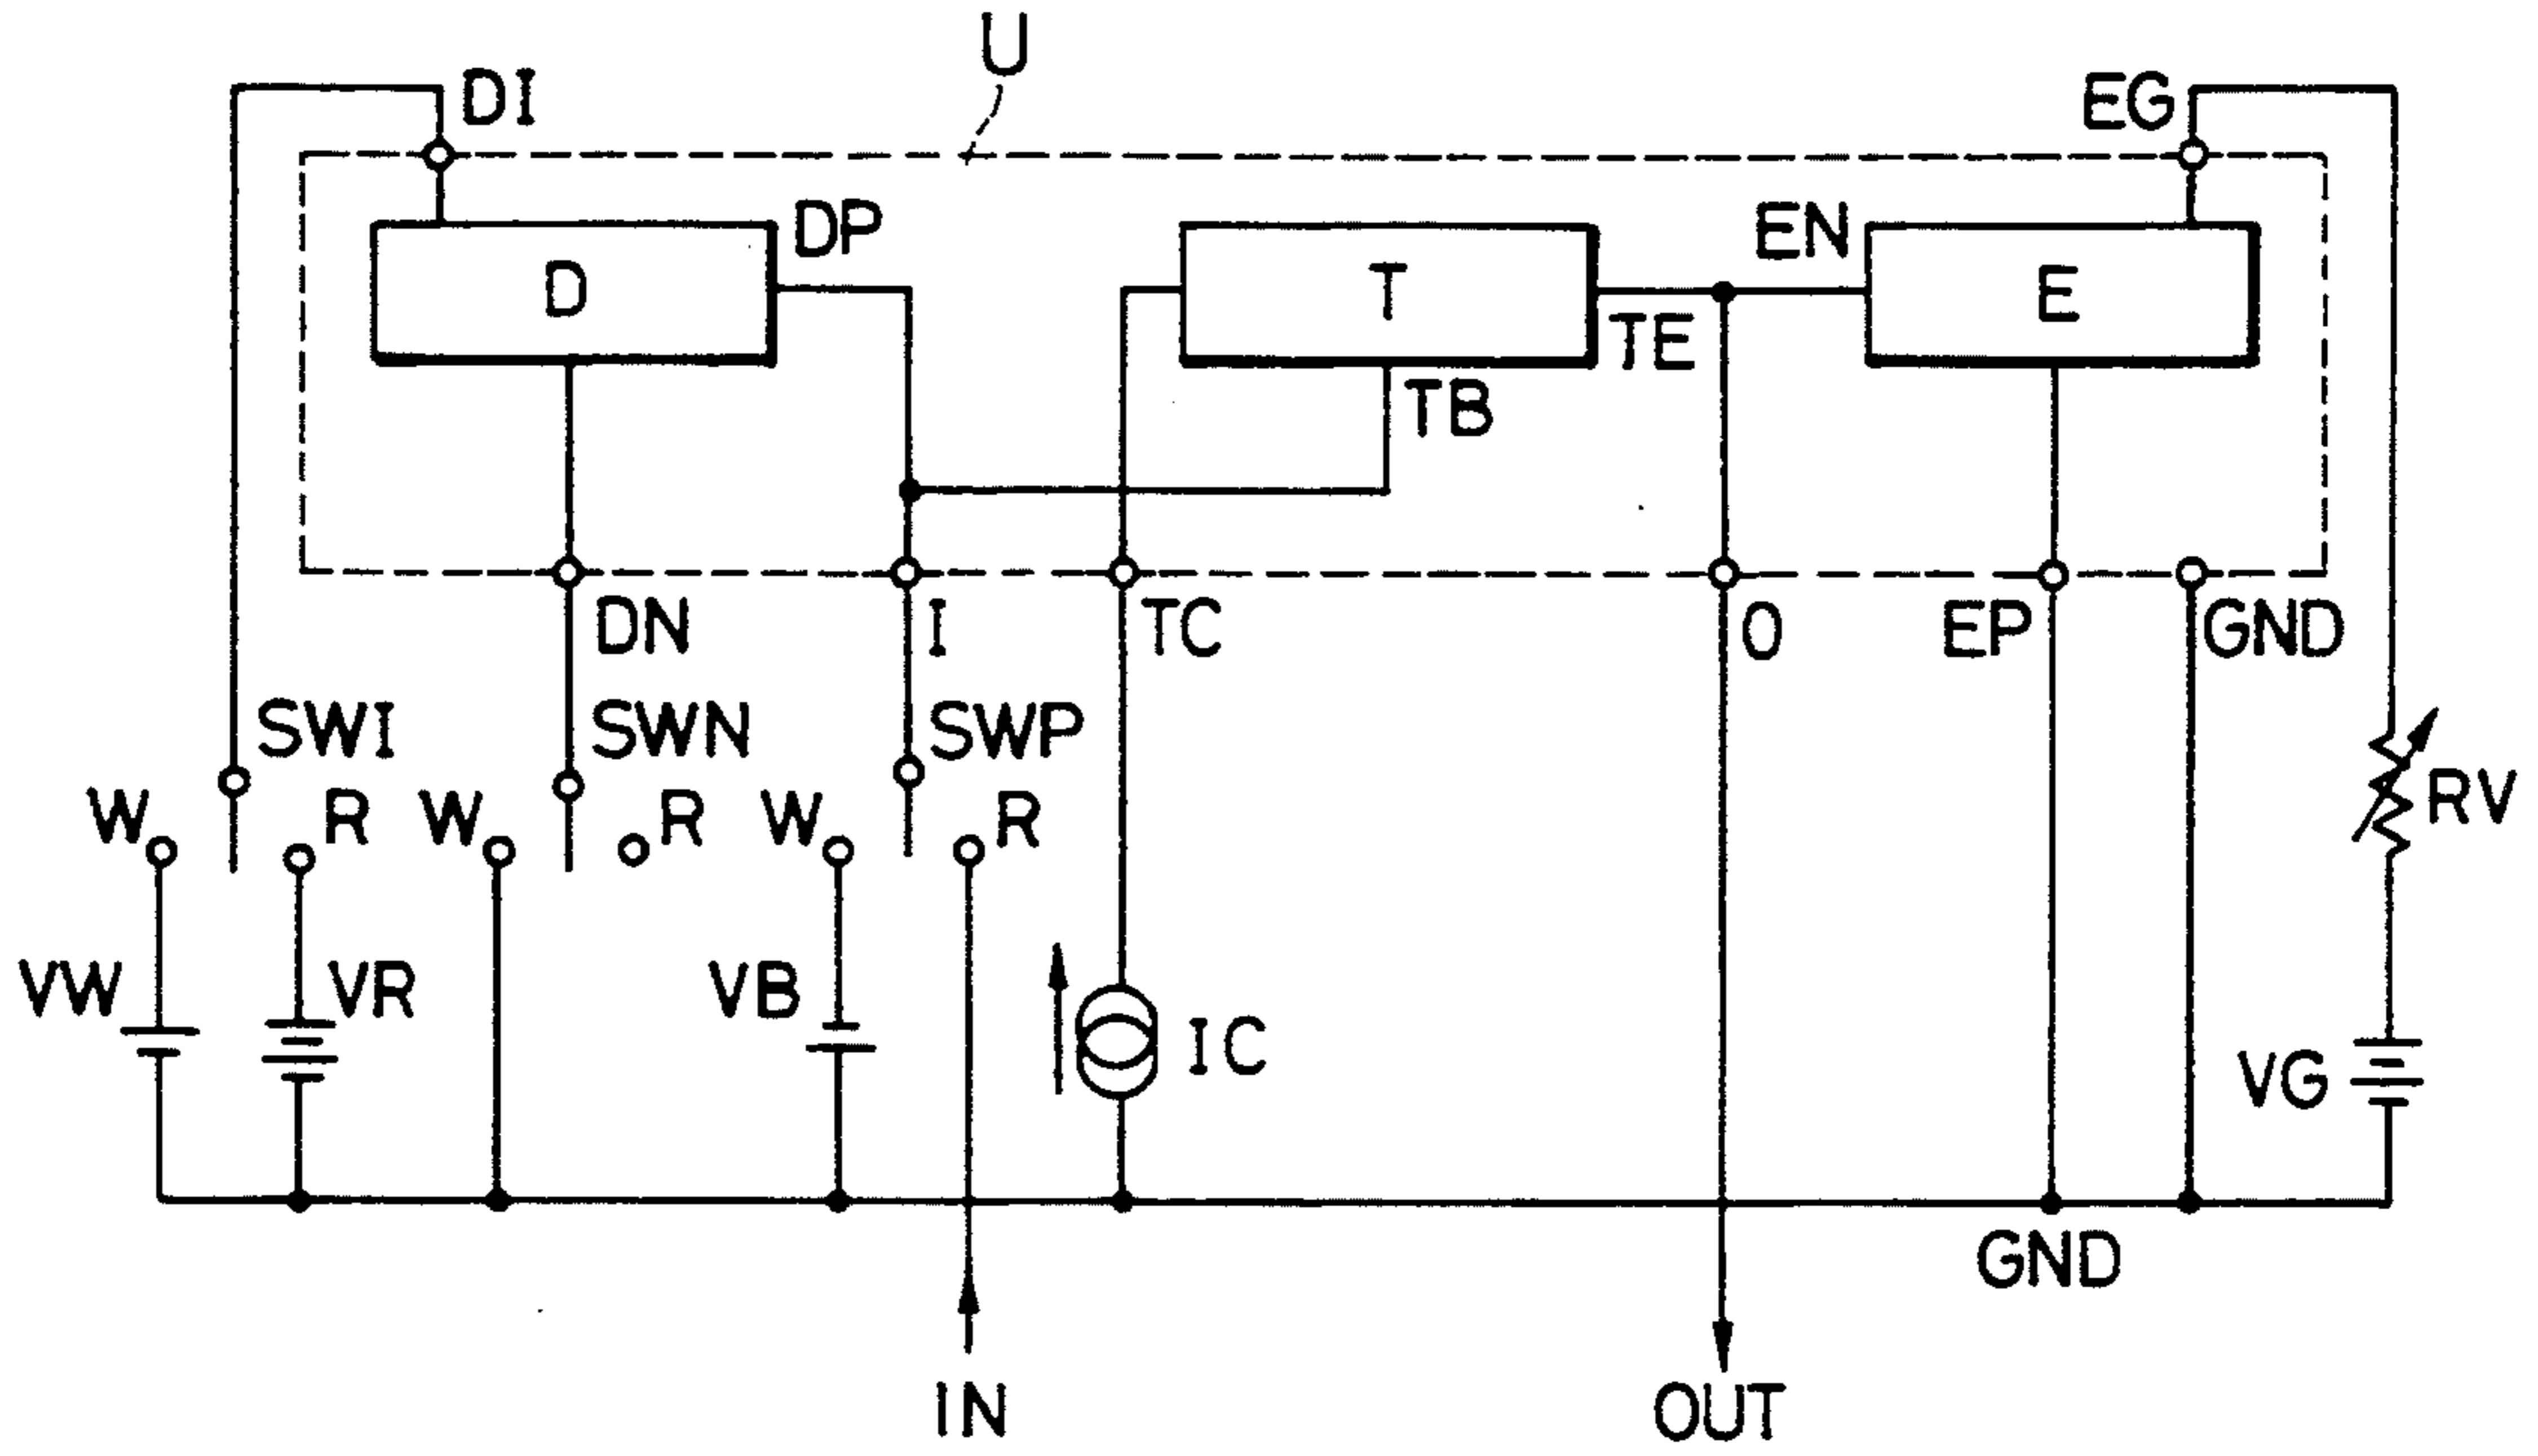 U
DI
EG
D
DP
T
EN
E
TE
TB
DN
I
TC
O
EP
GND
SWI
SWN
SWP
W
R
W
R
W
R
RV
VW
VR
VB
IC
VG
GND
IN
OUT